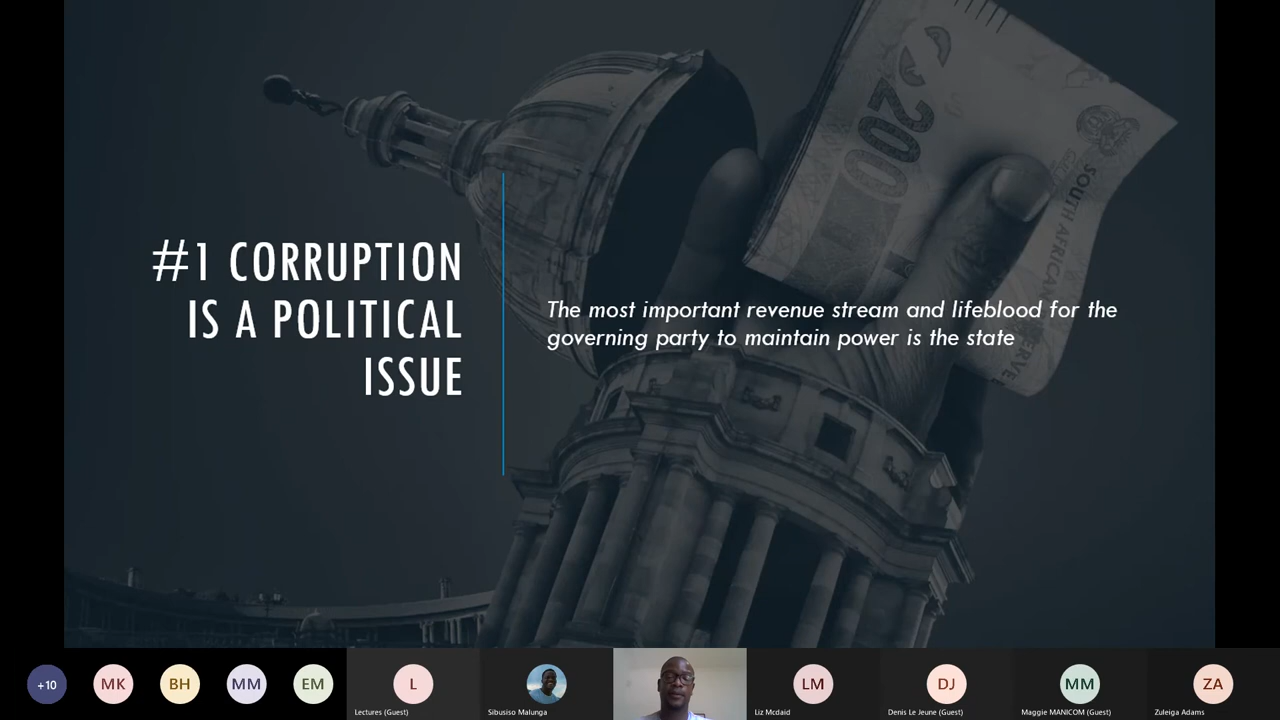 #1 CORRUPTION
IS A POLITICAL
ISSUE
The most important revenue stream and lifeblood for the
governing party to maintain power is the state
200
SOUTH AFRICAN
+10
MK
BH
MM
EM
L
LM
DJ
MM
ZA
Lectures (Guest)
Sibusiso Malunga
Liz Mcdaid
Denis Le Jeune (Guest)
Maggie MANICOM (Guest)
Zuleiga Adams